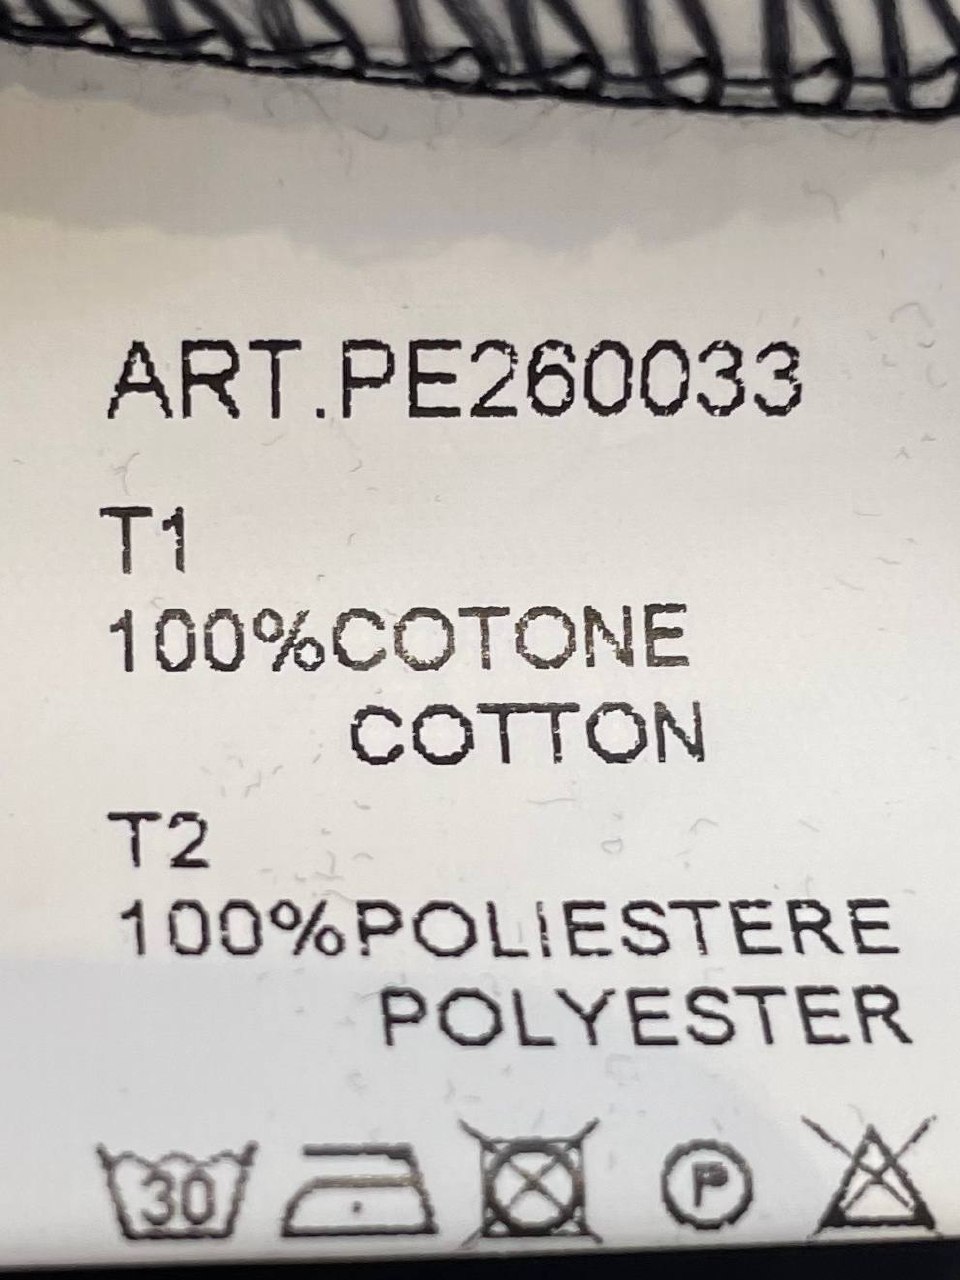 ART.PE260033
T1
100%COTONE
COTTON
T2
100%POLIESTERE
POLYESTER
30
P